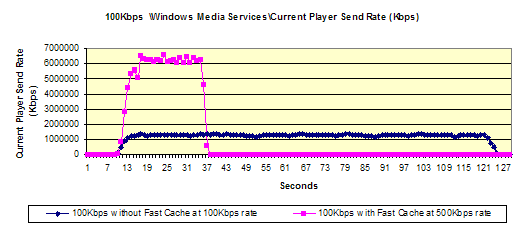 100Kbps \Windows Media Services\Current Player Send Rate (Kbps)
Current Player Send Rate
(Kbps)
7000000
6000000
5000000
4000000
3000000
2000000
1000000
0
1 7 13 19 25 31 37 43 49 55 61 67 73 79 85 91 97 103 109 115 121 127
Seconds
100Kbps without Fast Cache at 100Kbps rate
100Kbps with Fast Cache at 500Kbps rate